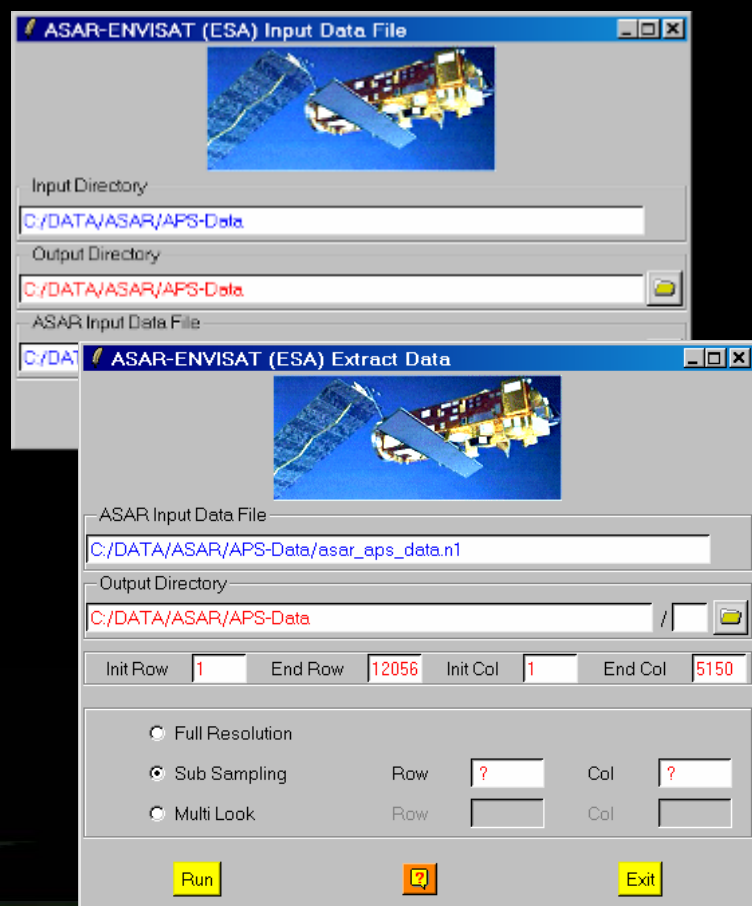 ASAR-ENVISAT (ESA) Input Data File
Input Directory
C:/DATA/ASAR/APS-Data
Output Directory
C:/DATA/ASAR/APS-Data
ASAR Input Data File
C:/DAT
ASAR-ENVISAT (ESA) Extract Data
ASAR Input Data File
C:/DATA/ASAR/APS-Data/asar_aps_data.n1
Output Directory
C:/DATA/ASAR/APS-Data /
Init Row 1 End Row 12056 Init Col 1 End Col 5150
Full Resolution
Sub Sampling Row ? Col ?
Multi Look Row Col
Run ? Exit